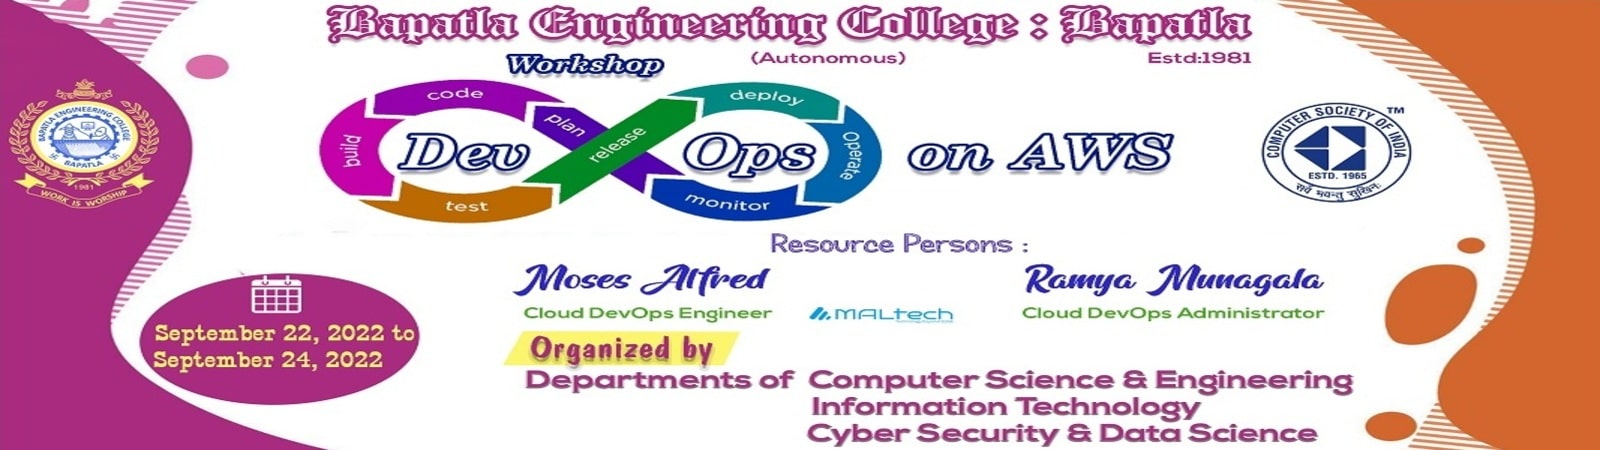 Bapatla Engineering College : Bapatla
(Autonomous)
Estd:1981
Workshop
BAPATLA ENGINEERING COLLEGE
BAPATLA
1981
WORK IS WORSHIP
code
plan
build
test
release
deploy
Operate
monitor
Dev Ops on AWS
COMPUTER SOCIETY OF INDIA
TM
ESTD. 1965
सर्वे भवन्तु सुखिनः
Resource Persons :
Moses Alfred
Cloud DevOps Engineer
MALtech
Ramya Munagala
Cloud DevOps Administrator
September 22, 2022 to
September 24, 2022
Organized by
Departments of Computer Science & Engineering
Information Technology
Cyber Security & Data Science